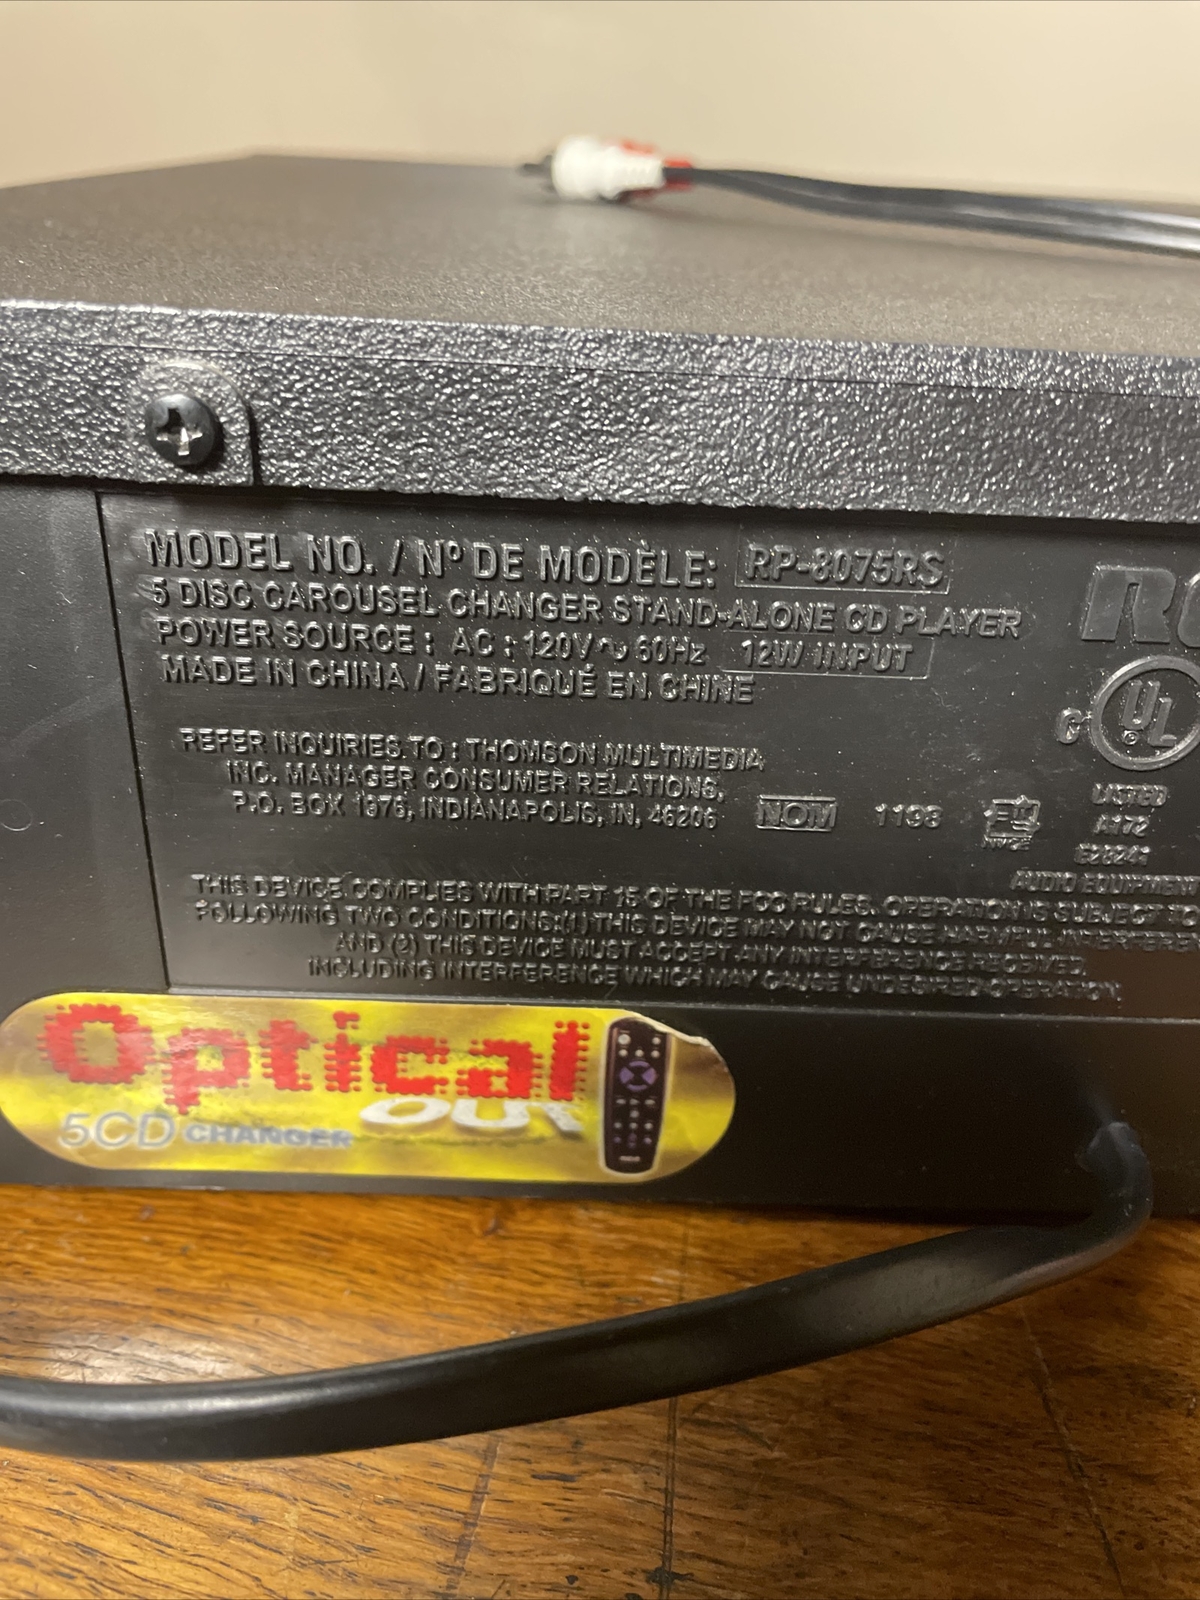 MODEL NO. / Nº DE MODÈLE: RP-8075RS
5 DISC CAROUSEL CHANGER STAND-ALONE CD PLAYER
POWER SOURCE : AC : 120V ~ 60Hz 12W INPUT
MADE IN CHINA / FABRIQUÉ EN CHINE
REFER INQUIRIES TO : THOMSON MULTIMEDIA
INC. MANAGER CONSUMER RELATIONS,
P.O. BOX 1976, INDIANAPOLIS, IN, 46206
NOM 1198
C UL
LISTED
AUDIO EQUIPMENT
THIS DEVICE COMPLIES WITH PART 15 OF THE FCC RULES. OPERATION IS SUBJECT TO
FOLLOWING TWO CONDITIONS:(1) THIS DEVICE MAY NOT CAUSE HARMFUL
AND (2) THIS DEVICE MUST ACCEPT ANY INTERFERENCE RECEIVED,
INCLUDING INTERFERENCE WHICH MAY CAUSE UNDESIRED OPERATION.
Optical
OUT
5CD CHANGER